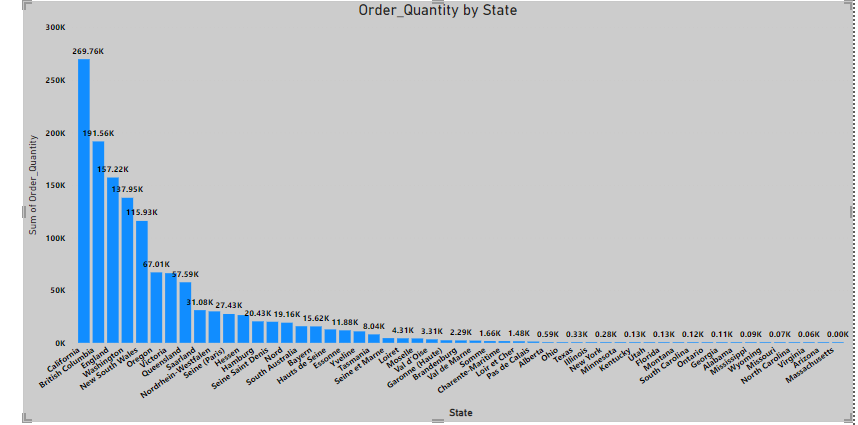 Order_Quantity by State
300K
250K
200K
150K
100K
50K
0K
Sum of Order_Quantity
269.76K
191.56K
157.22K
137.95K
115.93K
67.01K
57.59K
31.08K
27.43K
20.43K
19.16K
15.62K
11.88K
8.04K
4.31K
3.31K
2.29K
1.66K
1.48K
0.59K
0.33K
0.28K
0.13K
0.13K
0.12K
0.11K
0.09K
0.07K
0.06K
0.00K
California
British Columbia
England
Washington
New South Wales
Oregon
Victoria
Queensland
Saarland
Nordrhein-Westfalen
Seine (Paris)
Hessen
Hamburg
Seine Saint Denis
Nord
South Australia
Bayern
Hauts de Seine
Essonne
Yveline
Tasmania
Seine et Marne
Loiret
Moselle
Val d'Oise
Garonne (Haute)
Brandenburg
Val de Marne
Somme
Charente-Maritime
Loir et Cher
Pas de Calais
Alberta
Ohio
Texas
Illinois
New York
Minnesota
Kentucky
Utah
Florida
Montana
South Carolina
Ontario
Georgia
Alabama
Mississippi
Wyoming
Missouri
North Carolina
Virginia
Arizona
Massachusetts
State